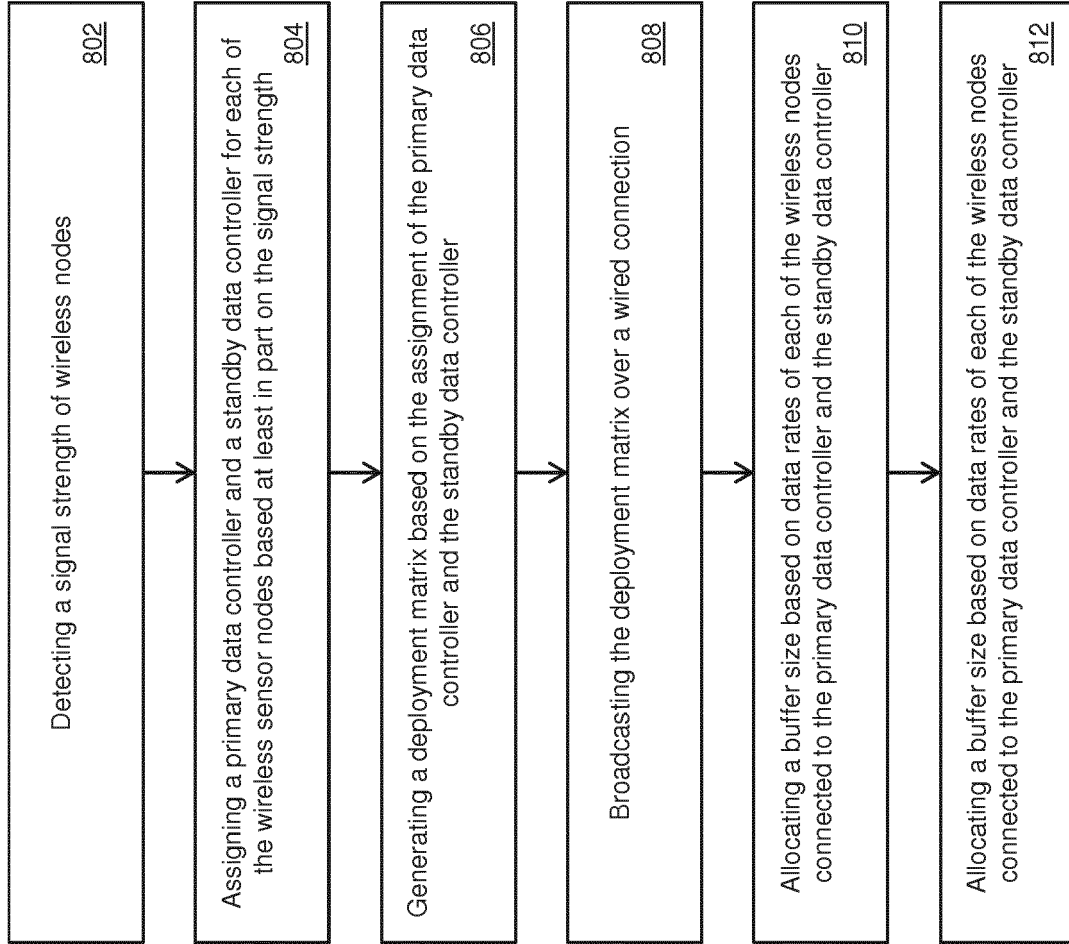 Detecting a signal strength of wireless nodes
802
Assigning a primary data controller and a standby data controller for each of
the wireless sensor nodes based at least in part on the signal strength
804
Generating a deployment matrix based on the assignment of the primary data
controller and the standby data controller
806
Broadcasting the deployment matrix over a wired connection
808
Allocating a buffer size based on data rates of each of the wireless nodes
connected to the primary data controller and the standby data controller
810
Allocating a buffer size based on data rates of each of the wireless nodes
connected to the primary data controller and the standby data controller
812